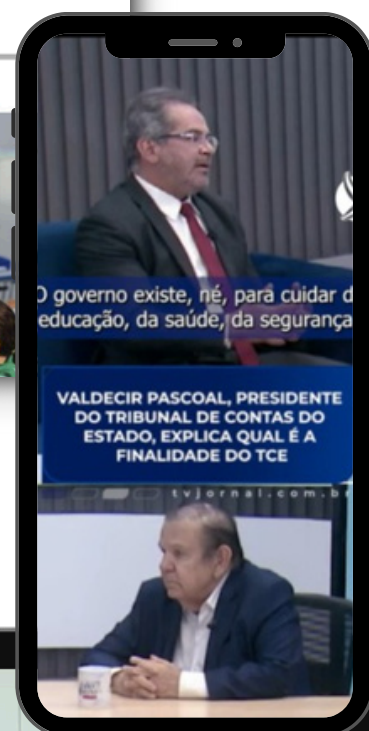 O governo existe, né, para cuidar d
educação, da saúde, da segurança
VALDECIR PASCOAL, PRESIDENTE
DO TRIBUNAL DE CONTAS DO
ESTADO, EXPLICA QUAL É A
FINALIDADE DO TCE
tvjornal.com.br